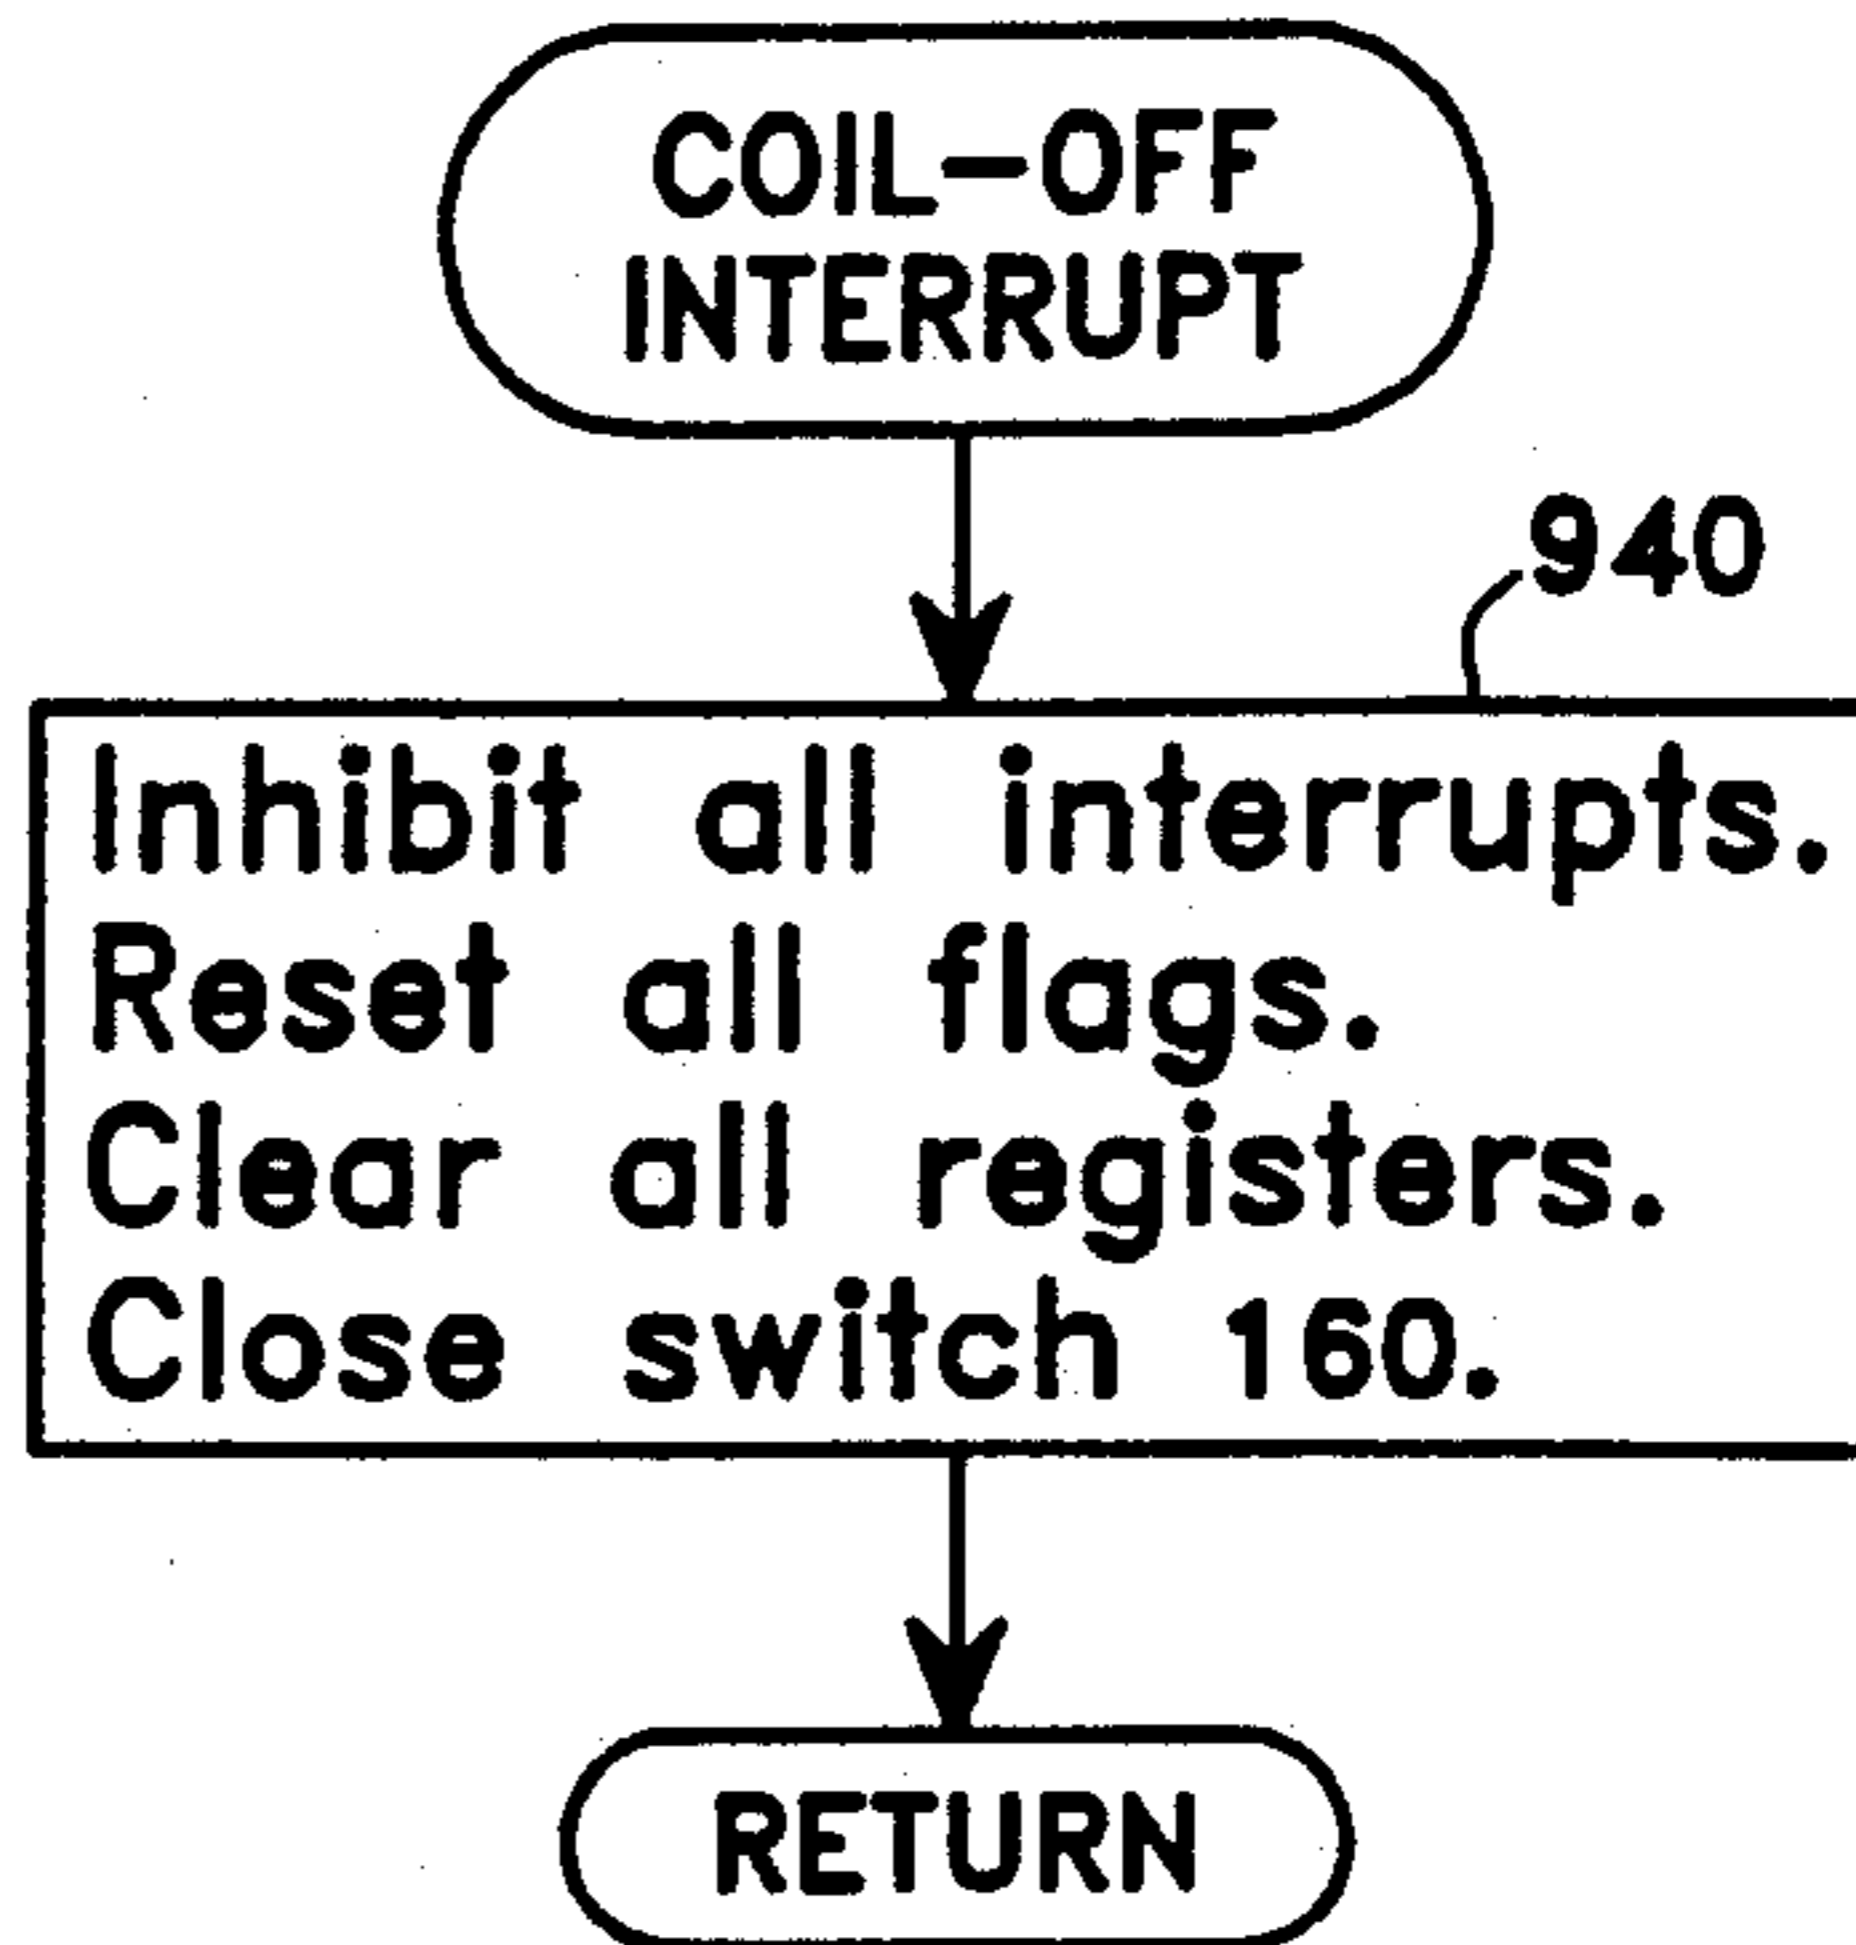 COIL-OFF
INTERRUPT
940
Inhibit all interrupts.
Reset all flags.
Clear all registers.
Close switch 160.
RETURN